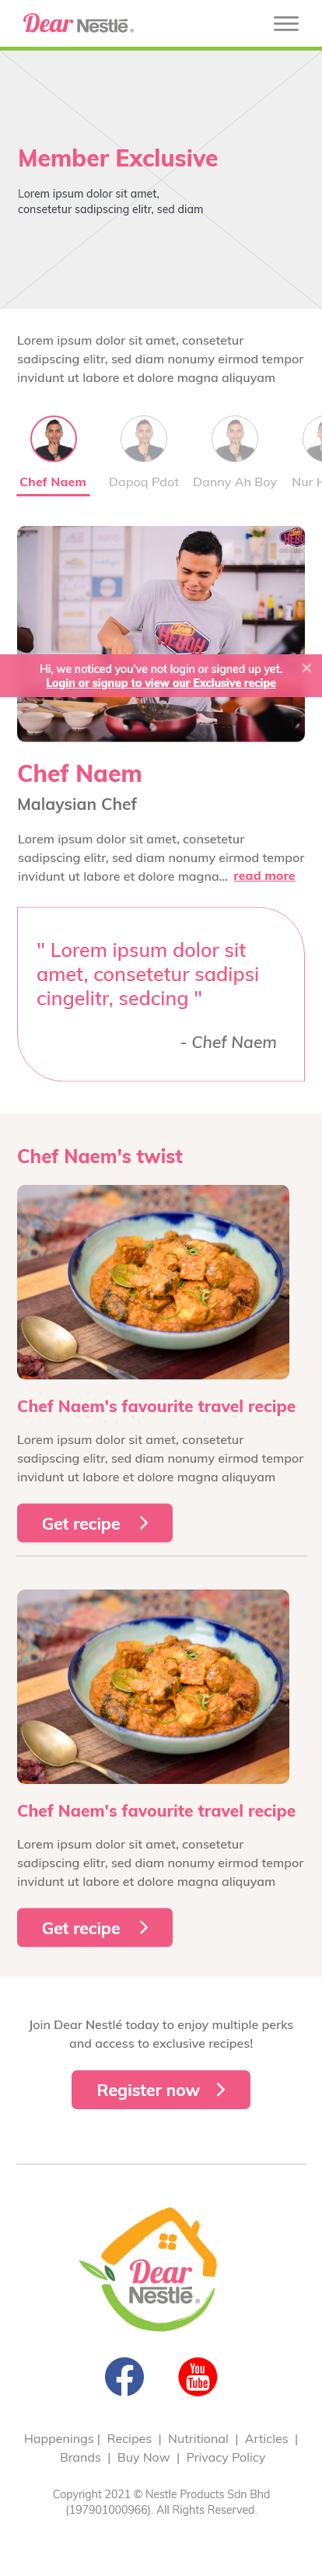 Dear Nestlé®
Member Exclusive
Lorem ipsum dolor sit amet,
consetetur sadipscing elitr, sed diam
Lorem ipsum dolor sit amet, consetetur
sadipscing elitr, sed diam nonumy eirmod tempor
invidunt ut labore et dolore magna aliquyam
Chef Naem Dapoq Pdot Danny Ah Boy Nur H
HEBOH
Hi, we noticed you've not login or signed up yet. ×
Login or signup to view our Exclusive recipe
Chef Naem
Malaysian Chef
Lorem ipsum dolor sit amet, consetetur
sadipscing elitr, sed diam nonumy eirmod tempor
invidunt ut labore et dolore magna... read more
" Lorem ipsum dolor sit
amet, consetetur sadipsi
cingelitr, sedcing "
- Chef Naem
Chef Naem's twist
Chef Naem's favourite travel recipe
Lorem ipsum dolor sit amet, consetetur
sadipscing elitr, sed diam nonumy eirmod tempor
invidunt ut labore et dolore magna aliquyam
Get recipe
Chef Naem's favourite travel recipe
Lorem ipsum dolor sit amet, consetetur
sadipscing elitr, sed diam nonumy eirmod tempor
invidunt ut labore et dolore magna aliquyam
Get recipe
Join Dear Nestlé today to enjoy multiple perks
and access to exclusive recipes!
Register now
Dear
Nestlé®
You
Tube
Happenings | Recipes | Nutritional | Articles |
Brands | Buy Now | Privacy Policy
Copyright 2021 © Nestle Products Sdn Bhd
(197901000966). All Rights Reserved.